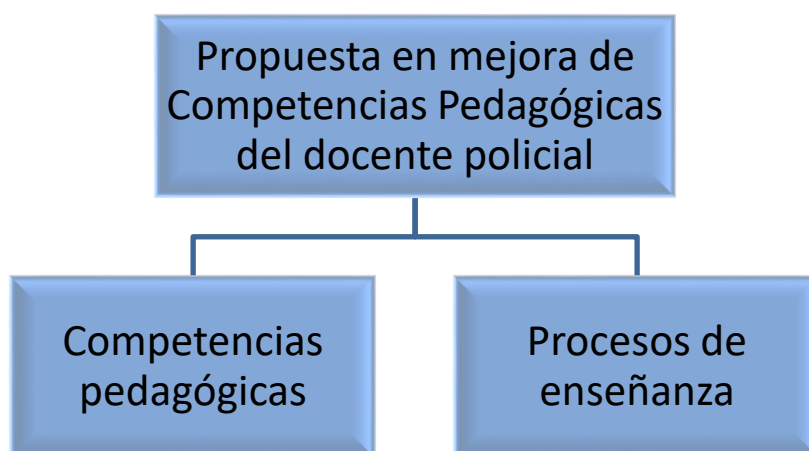 Propuesta en mejora de
Competencias Pedagógicas
del docente policial
Competencias
pedagógicas
Procesos de
enseñanza